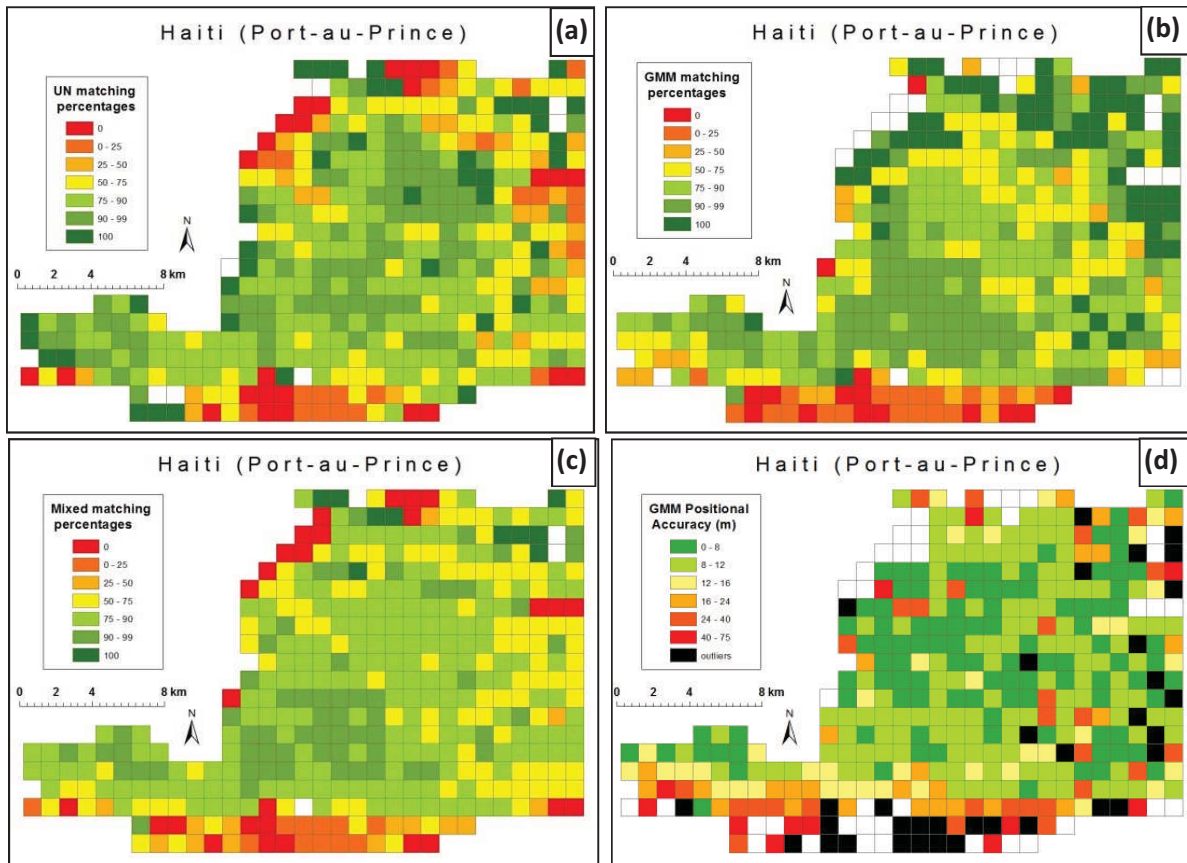 Haiti (Port-au-Prince)
(a)
UN matching
percentages
0
0 - 25
25 - 50
50 - 75
75 - 90
90 - 99
100
N
0 2 4 8 km
Haiti (Port-au-Prince)
(b)
GMM matching
percentages
0
0 - 25
25 - 50
50 - 75
75 - 90
90 - 99
100
N
0 2 4 8 km
Haiti (Port-au-Prince)
(c)
Mixed matching
percentages
0
0 - 25
25 - 50
50 - 75
75 - 90
90 - 99
100
N
0 2 4 8 km
Haiti (Port-au-Prince)
(d)
GMM Positional
Accuracy (m)
0 - 8
8 - 12
12 - 16
16 - 24
24 - 40
40 - 75
outliers
N
0 2 4 8 km